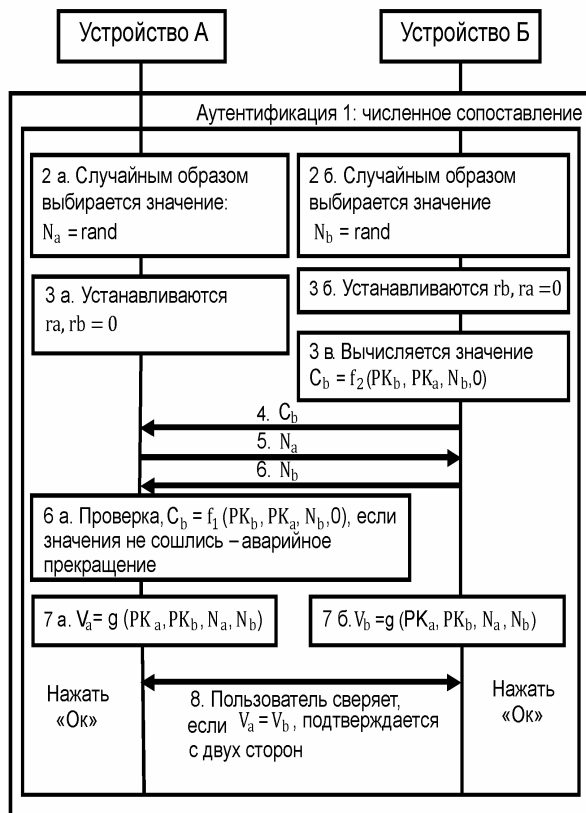 Устройство А
Устройство Б
Аутентификация 1: численное сопоставление
2 а. Случайным образом
выбирается значение:
Nа = rand
2 б. Случайным образом
выбирается значение
Nb = rand
3 а. Устанавливаются
ra, rb = 0
3 б. Устанавливаются rb, ra = 0
3 в. Вычисляется значение
Cb = f2 (PKb, PKa, Nb,0)
4. Cb
5. Na
6. Nb
6 а. Проверка, Cb = f1 (PKb, PKa, Nb,0), если
значения не сошлись – аварийное
прекращение
7 а. Va= g (PKa, PKb, Na, Nb)
7 б. Vb =g (PKa, PKb, Na, Nb)
Нажать
«Ок»
8. Пользователь сверяет,
если Va = Vb, подтверждается
с двух сторон
Нажать
«Ок»